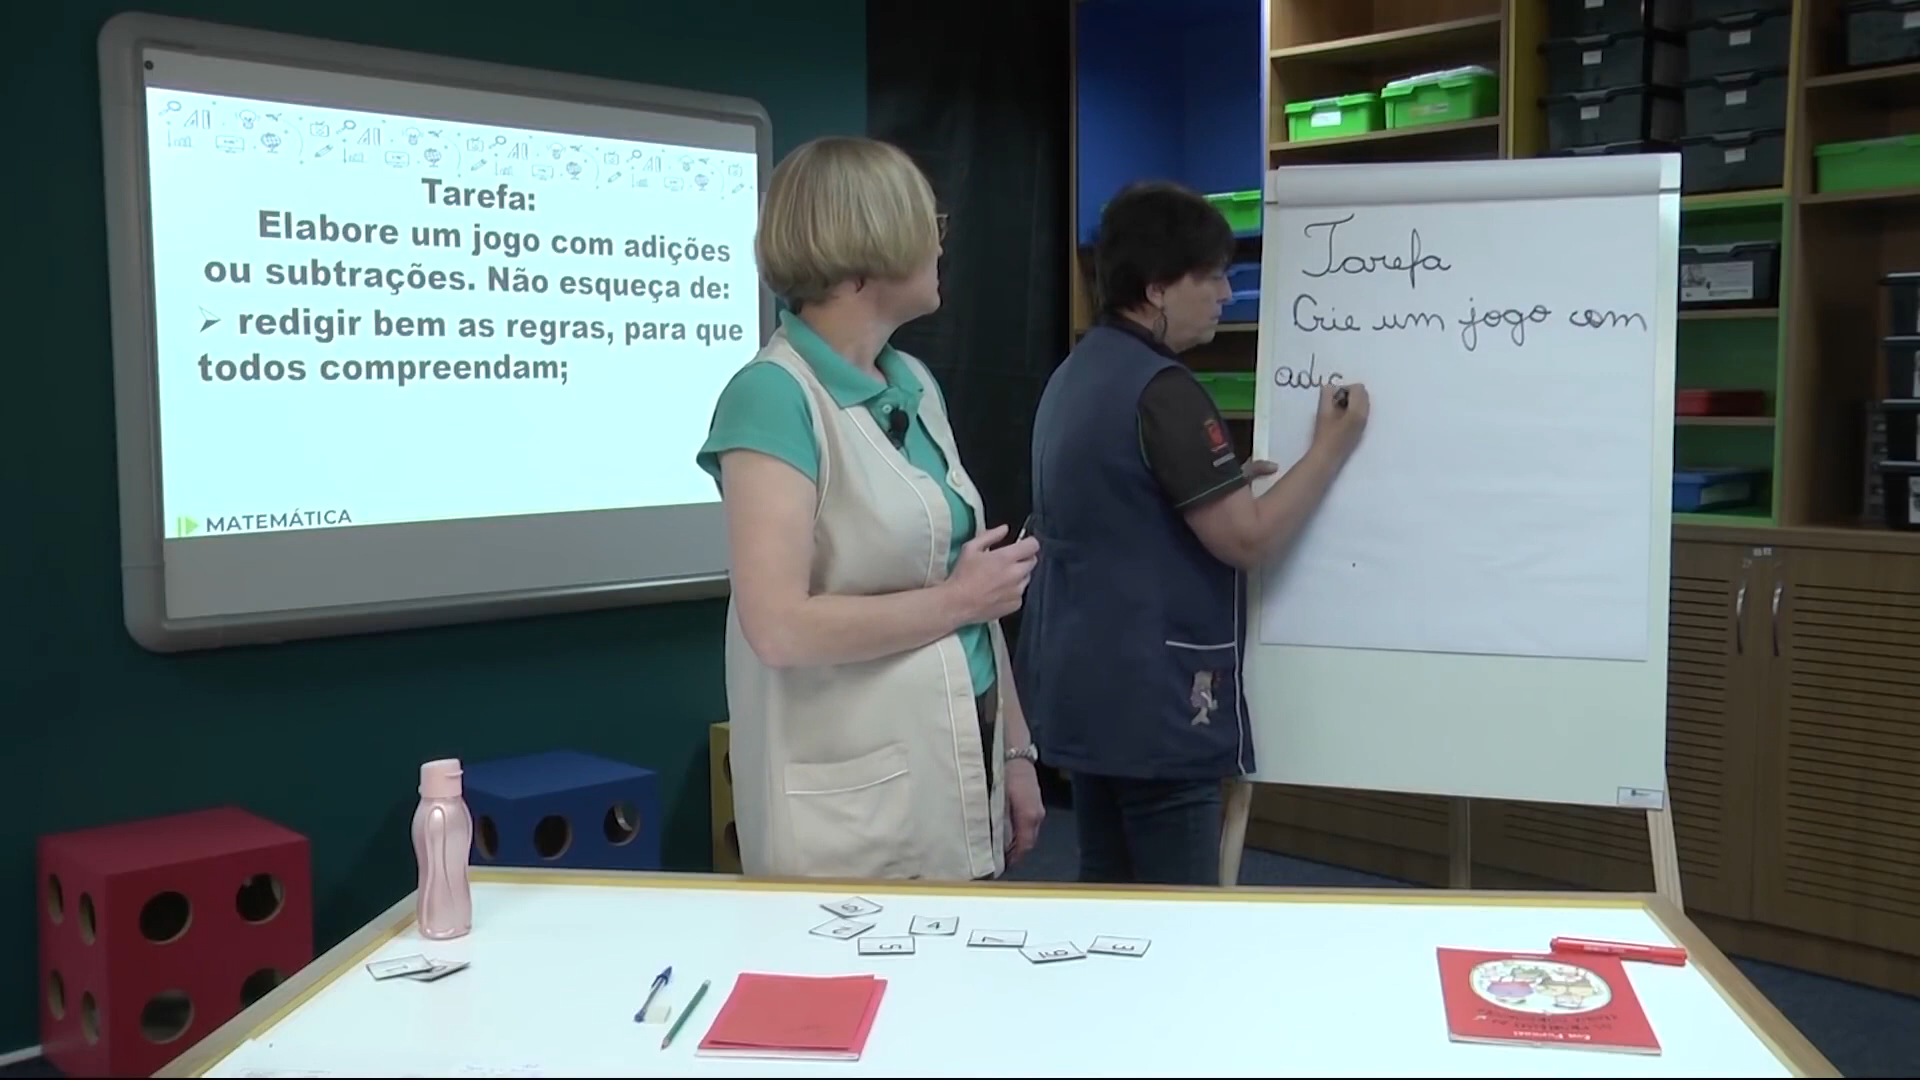 Tarefa:
Elabore um jogo com adições
ou subtrações. Não esqueça de:
➢ redigir bem as regras, para que
todos compreendam;
MATEMÁTICA
Tarefa
Crie um jogo com
adiç
4
5
7
3